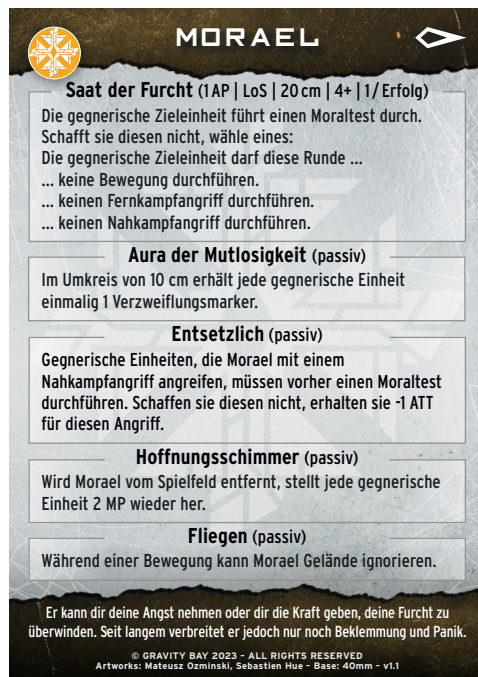 MORAEL
Saat der Furcht (1 AP | LoS | 20 cm | 4+ | 1 / Erfolg)
Die gegnerische Zieleinheit führt einen Moraltest durch.
Schafft sie diesen nicht, wähle eines:
Die gegnerische Zieleinheit darf diese Runde ...
... keine Bewegung durchführen.
... keinen Fernkampfangriff durchführen.
... keinen Nahkampfangriff durchführen.
Aura der Mutlosigkeit (passiv)
Im Umkreis von 10 cm erhält jede gegnerische Einheit
einmalig 1 Verzweiflungsmarker.
Entsetzlich (passiv)
Gegnerische Einheiten, die Morael mit einem
Nahkampfangriff angreifen, müssen vorher einen Moraltest
durchführen. Schaffen sie diesen nicht, erhalten sie -1 ATT
für diesen Angriff.
Hoffnungsschimmer (passiv)
Wird Morael vom Spielfeld entfernt, stellt jede gegnerische
Einheit 2 MP wieder her.
Fliegen (passiv)
Während einer Bewegung kann Morael Gelände ignorieren.
Er kann dir deine Angst nehmen oder dir die Kraft geben, deine Furcht zu
überwinden. Seit langem verbreitet er jedoch nur noch Beklemmung und Panik.
© GRAVITY BAY 2023 - ALL RIGHTS RESERVED
Artworks: Mateusz Ozminski, Sebastien Hue - Base: 40mm - v1.1